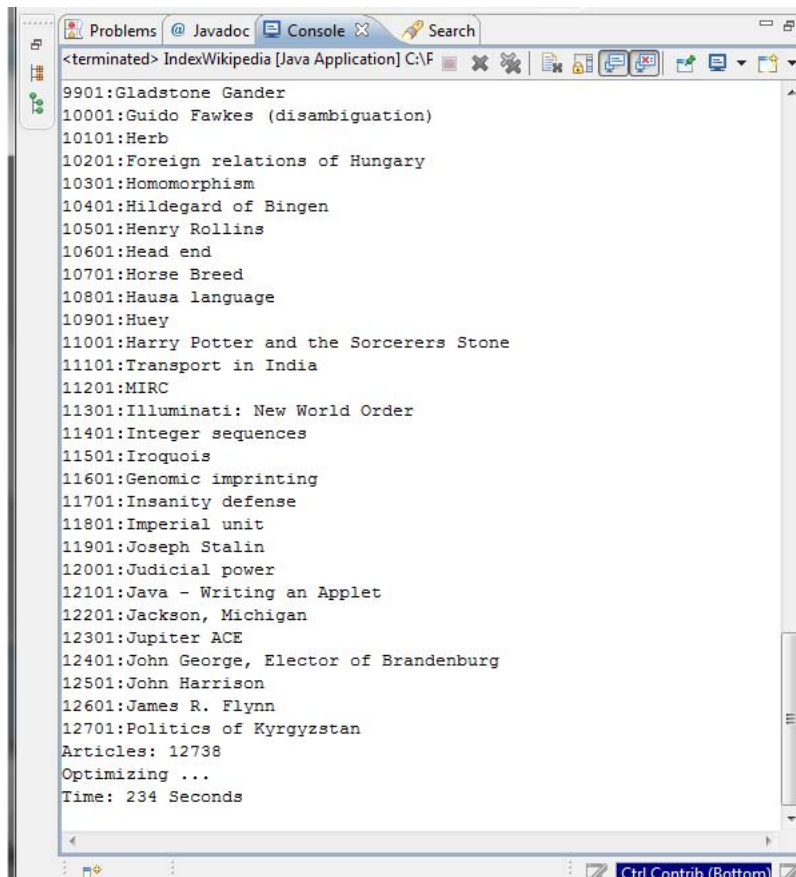 Problems @ Javadoc Console Search
<terminated> IndexWikipedia [Java Application] C:\F
9901:Gladstone Gander
10001:Guido Fawkes (disambiguation)
10101:Herb
10201:Foreign relations of Hungary
10301:Homomorphism
10401:Hildegard of Bingen
10501:Henry Rollins
10601:Head end
10701:Horse Breed
10801:Hausa language
10901:Huey
11001:Harry Potter and the Sorcerers Stone
11101:Transport in India
11201:MIRC
11301:Illuminati: New World Order
11401:Integer sequences
11501:Iroquois
11601:Genomic imprinting
11701:Insanity defense
11801:Imperial unit
11901:Joseph Stalin
12001:Judicial power
12101:Java - Writing an Applet
12201:Jackson, Michigan
12301:Jupiter ACE
12401:John George, Elector of Brandenburg
12501:John Harrison
12601:James R. Flynn
12701:Politics of Kyrgyzstan
Articles: 12738
Optimizing ...
Time: 234 Seconds
Ctrl Contrib (Bottom)